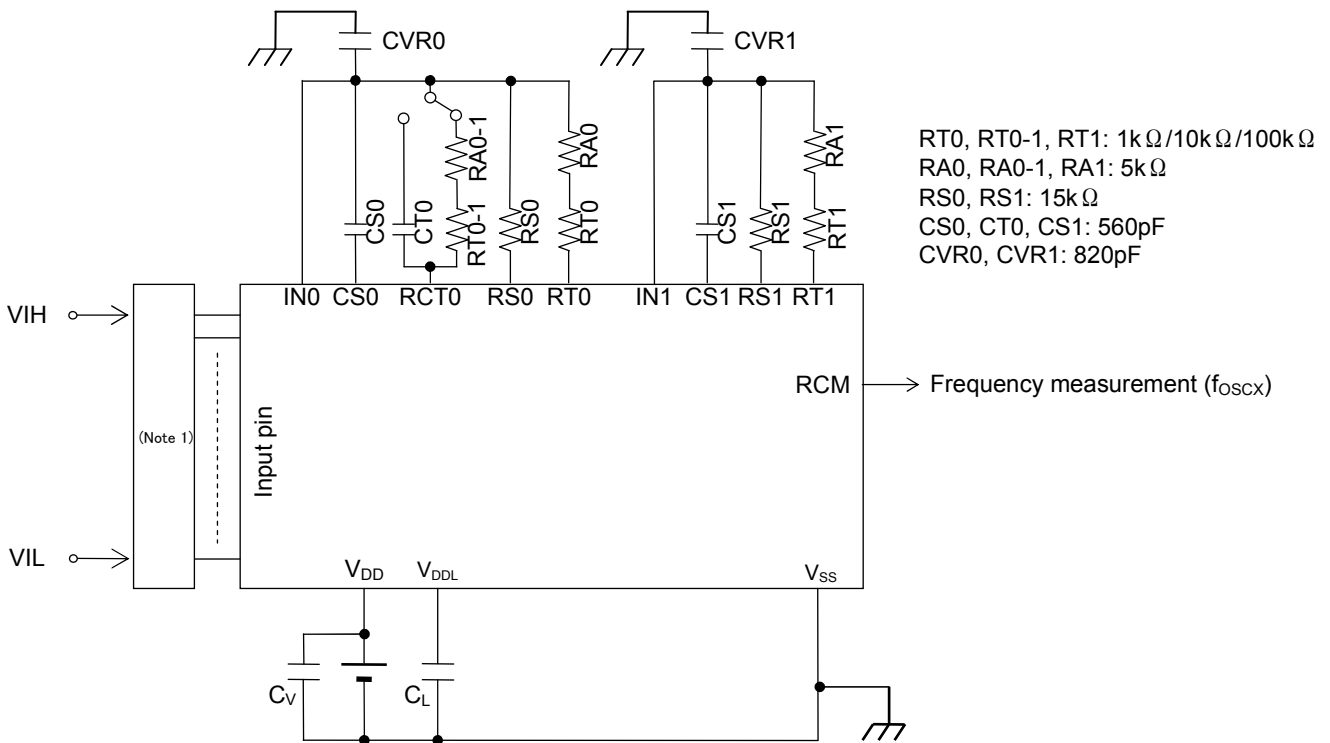 CVR0
CVR1
RA0-1
RA0
RA1
CS0
CT0
RT0-1
RS0
RT0
CS1
RS1
RT1
RT0, RT0-1, RT1: 1kΩ/10kΩ/100kΩ
RA0, RA0-1, RA1: 5kΩ
RS0, RS1: 15kΩ
CS0, CT0, CS1: 560pF
CVR0, CVR1: 820pF
IN0 CS0 RCT0 RS0 RT0 IN1 CS1 RS1 RT1
VIH
RCM
Frequency measurement (fOSCX)
(Note 1)
Input pin
VIL
VDD
VDDL
VSS
CV
CL